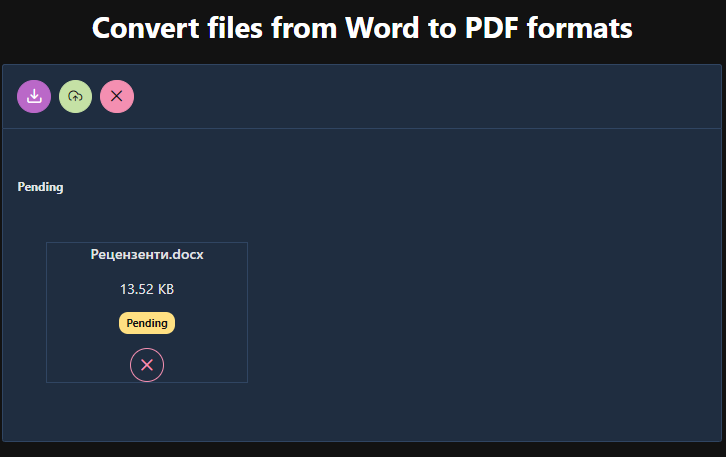 Convert files from Word to PDF formats
Pending
Рецензенти.docx
13.52 KB
Pending